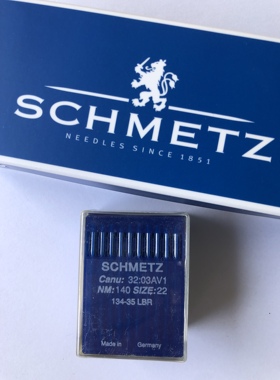 SCHMETZ
NEEDLES SINCE 1851
SCHMETZ
Canu: 32:03AV1
NM:140 SIZE:22
134-35 LBR
Made in Germany